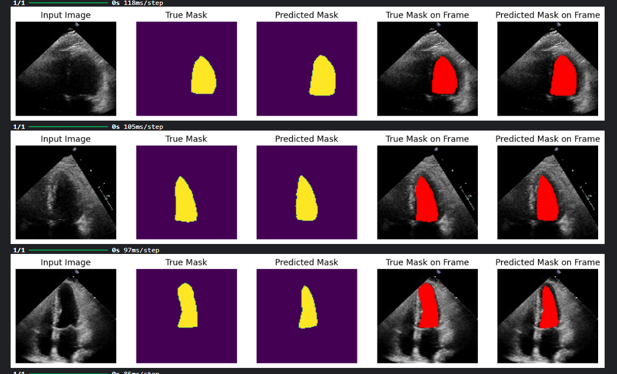 1/1 0s 118ms/step
Input Image True Mask Predicted Mask True Mask on Frame Predicted Mask on Frame
1/1 0s 105ms/step
Input Image True Mask Predicted Mask True Mask on Frame Predicted Mask on Frame
1/1 0s 97ms/step
Input Image True Mask Predicted Mask True Mask on Frame Predicted Mask on Frame
1/1 0s 86ms/step